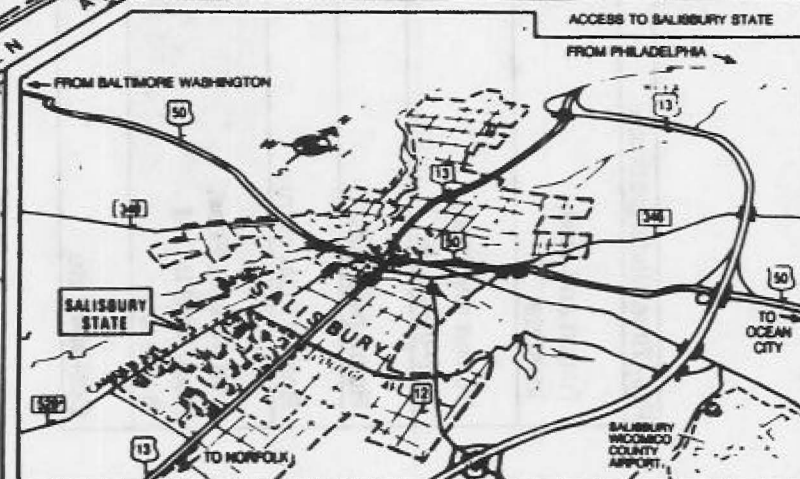 ACCESS TO SALISBURY STATE
FROM PHILADELPHIA
FROM BALTIMORE WASHINGTON
50
13
13
50
346
50
TO
OCEAN
CITY
SALISBURY
STATE
SALISBURY
12
13
TO NORFOLK
SALISBURY
WICOMICO
COUNTY
AIRPORT